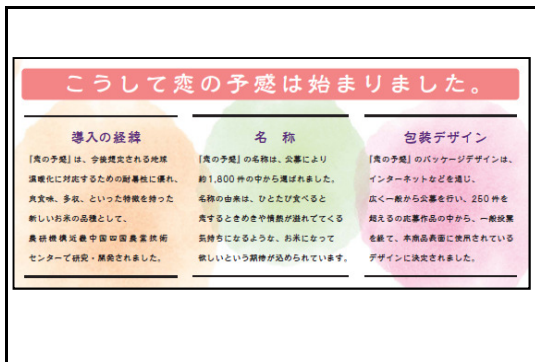 こうして恋の予感は始まりました。
導入の経緯
『恋の予感』は、今後想定される地球
温暖化に対応するための耐暑性に優れ、
良食味、多収、といった特徴を持った
新しいお米の品種として、
農研機構近畿中国四国農業技術
センターで研究・開発されました。
名 称
『恋の予感』の名称は、公募により
約1,800件の中から選ばれました。
名称の由来は、ひとたび食べると
恋するときめきや情熱が溢れてくる
気持ちになるような、お米になって
欲しいという期待が込められています。
包装デザイン
『恋の予感』のパッケージデザインは、
インターネットなどを通じ、
広く一般から公募を行い、250件を
超えるの応募作品の中から、一般投票
を経て、本商品表面に使用されている
デザインに決定されました。